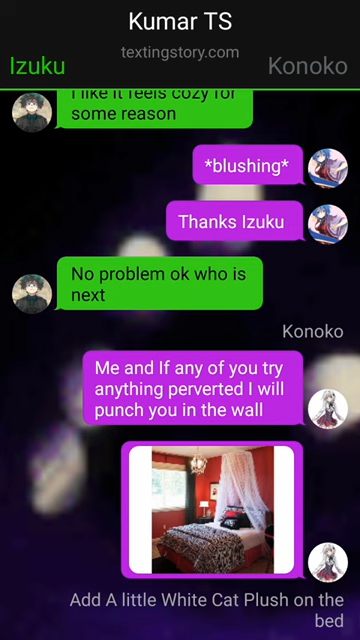 Kumar TS
textingstory.com
Izuku
Konoko
I like it feels cozy for
some reason
*blushing*
Thanks Izuku
No problem ok who is
next
Konoko
Me and If any of you try
anything perverted I will
punch you in the wall
Add A little White Cat Plush on the
bed